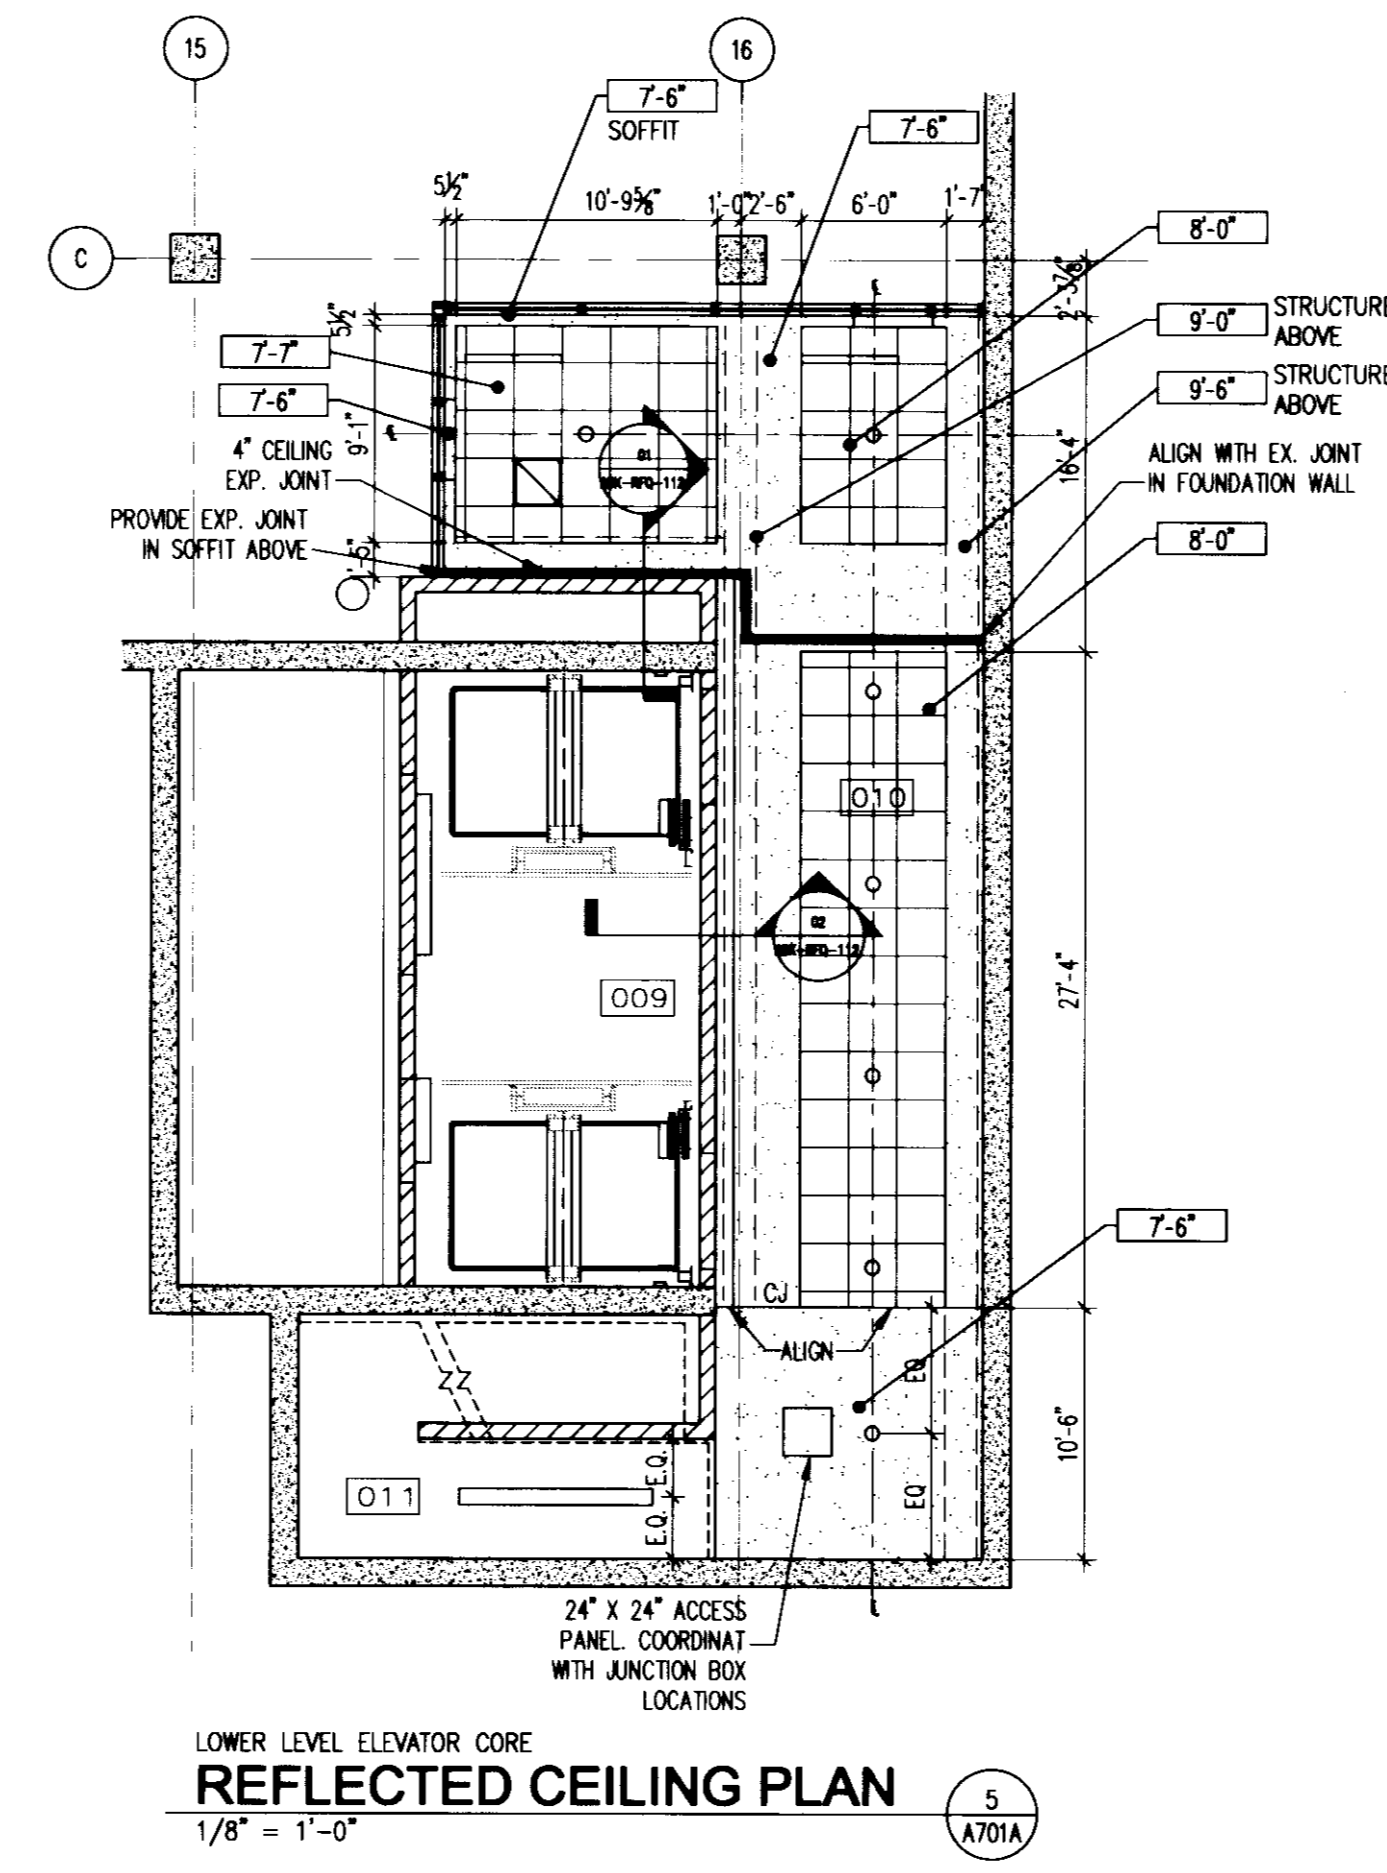 15
16
7'-6"
SOFFIT
7'-6"
5½"
10'-9⅝"
1'-0"
2'-6"
6'-0"
1'-7"
8'-0"
C
2'-3⅞"
9'-0"
STRUCTURE
ABOVE
5½"
7'-7"
9'-6"
STRUCTURE
ABOVE
7'-6"
9'-1"
16'-4"
4" CEILING
EXP. JOINT
01
ALIGN WITH EX. JOINT
IN FOUNDATION WALL
PROVIDE EXP. JOINT
IN SOFFIT ABOVE
8'-0"
010
02
009
27'-4"
7'-6"
CJ
ALIGN
EQ
ZZ
10'-6"
011
E.Q.
E.Q.
EQ
24" X 24" ACCESS
PANEL. COORDINAT
WITH JUNCTION BOX
LOCATIONS
LOWER LEVEL ELEVATOR CORE
REFLECTED CEILING PLAN
1/8" = 1'-0"
5
A701A